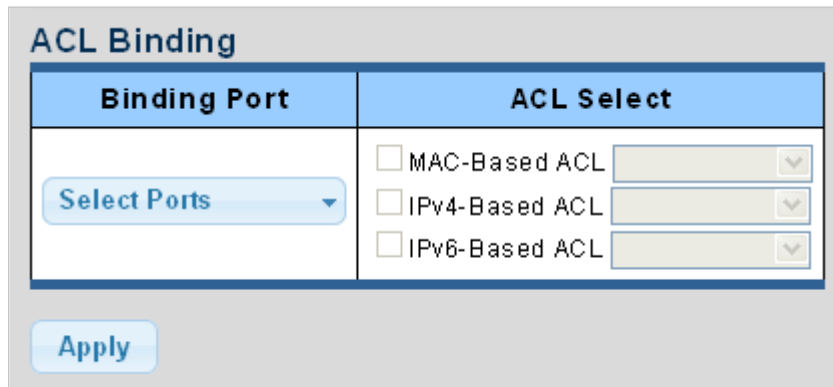 ACL Binding
Binding Port
ACL Select
Select Ports
MAC-Based ACL
IPv4-Based ACL
IPv6-Based ACL
Apply